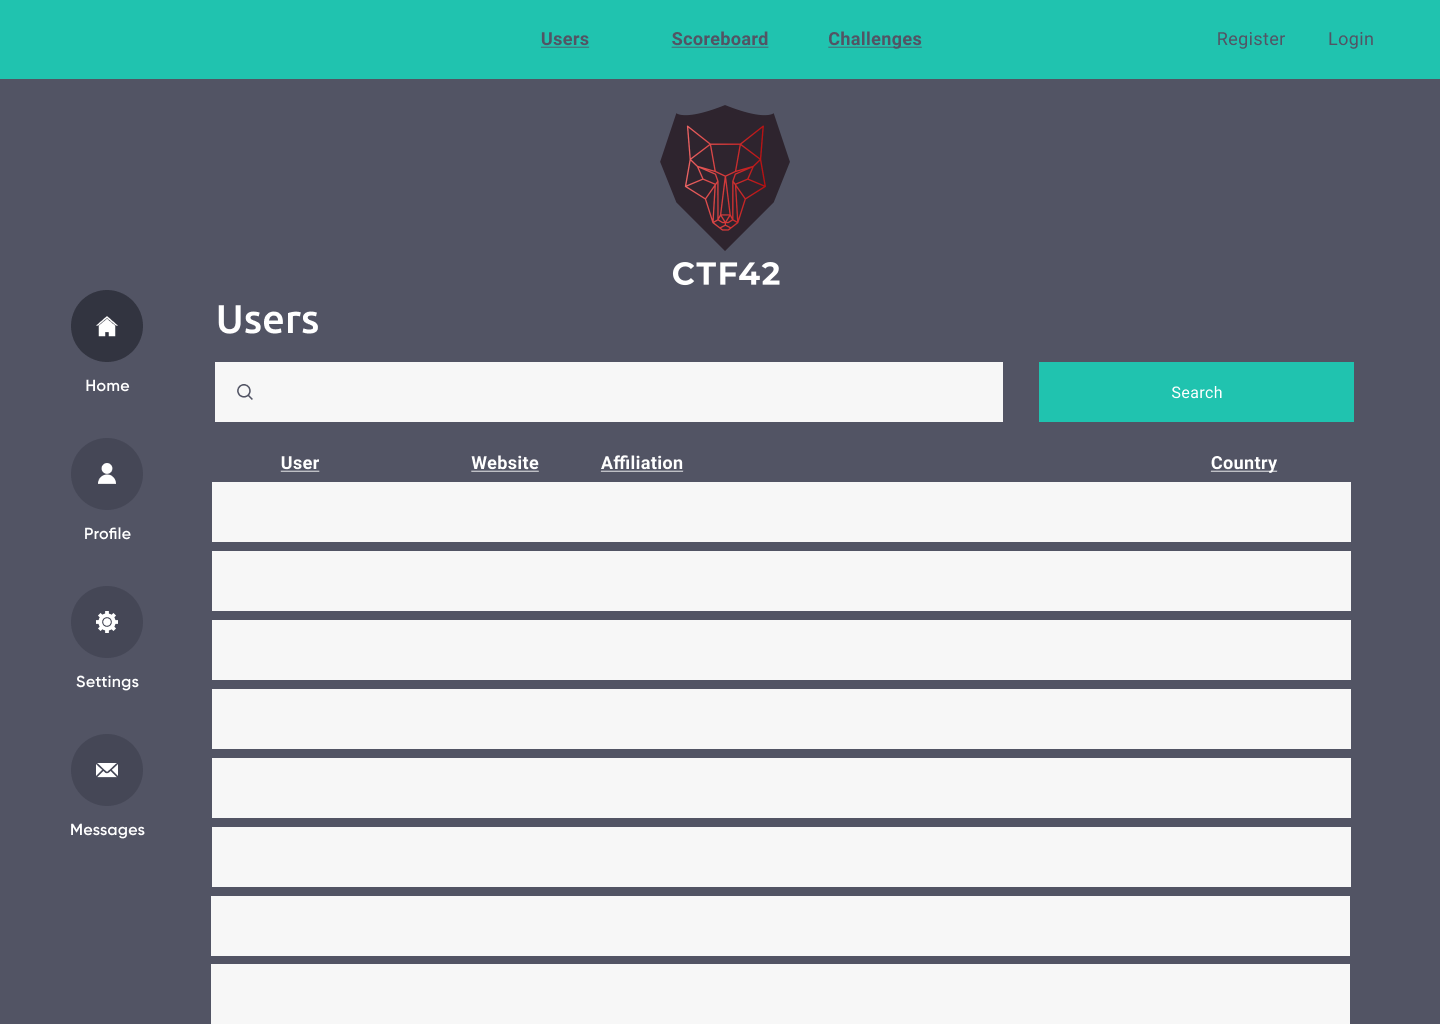 Users Scoreboard Challenges Register Login
CTF42
Users
Home
Search
User Website Affiliation Country
Profile
Settings
Messages